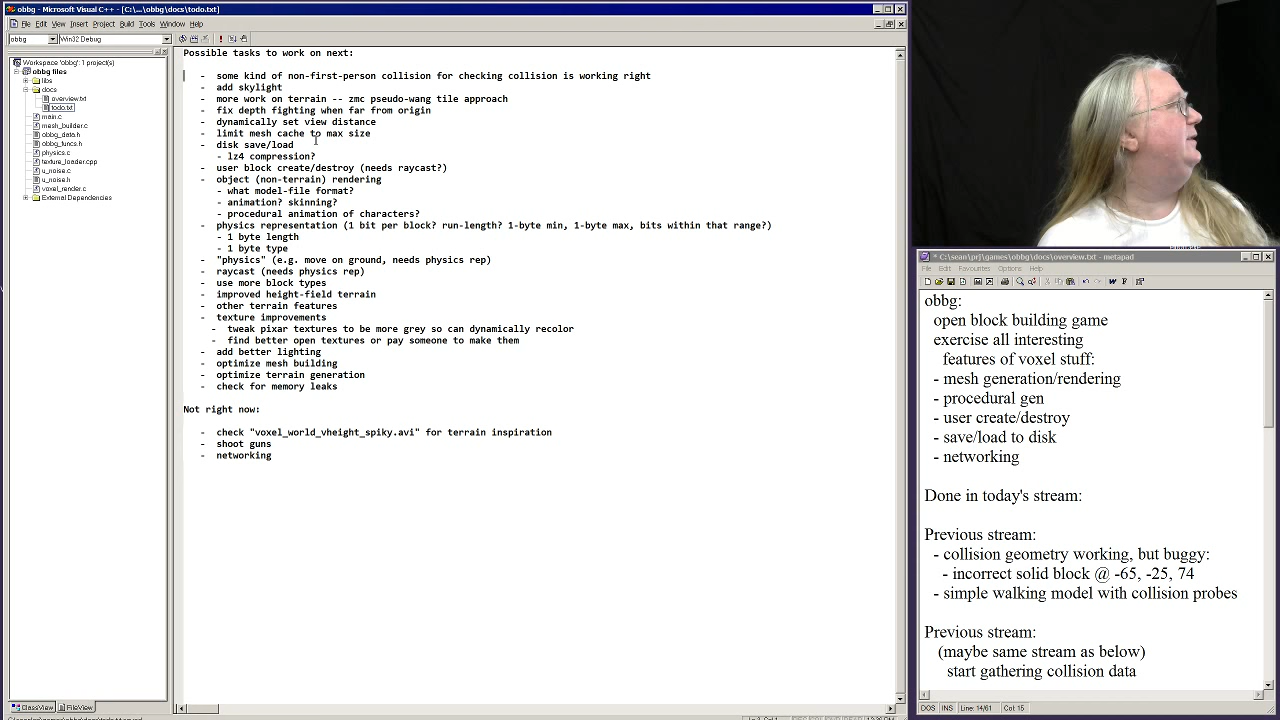 obbg - Microsoft Visual C++ - [C:\...\obbg\docs\todo.txt]
File Edit View Insert Project Build Tools Window Help
obbg
Win32 Debug
Workspace 'obbg': 1 project(s)
obbg files
libs
docs
overview.txt
todo.txt
main.c
mesh_builder.c
obbg_data.h
obbg_funcs.h
physics.c
texture_loader.cpp
u_noise.c
u_noise.h
voxel_render.c
External Dependencies
ClassView
FileView
Possible tasks to work on next:
- some kind of non-first-person collision for checking collision is working right
- add skylight
- more work on terrain -- zmc pseudo-wang tile approach
- fix depth fighting when far from origin
- dynamically set view distance
- limit mesh cache to max size
- disk save/load
- lz4 compression?
- user block create/destroy (needs raycast?)
- object (non-terrain) rendering
- what model-file format?
- animation? skinning?
- procedural animation of characters?
- physics representation (1 bit per block? run-length? 1-byte min, 1-byte max, bits within that range?)
- 1 byte length
- 1 byte type
- "physics" (e.g. move on ground, needs physics rep)
- raycast (needs physics rep)
- use more block types
- improved height-field terrain
- other terrain features
- texture improvements
- tweak pixar textures to be more grey so can dynamically recolor
- find better open textures or pay someone to make them
- add better lighting
- optimize mesh building
- optimize terrain generation
- check for memory leaks
Not right now:
- check "voxel_world_vheight_spiky.avi" for terrain inspiration
- shoot guns
- networking
* C:\sean\prj\games\obbg\docs\overview.txt - metapad
File Edit Favourites Options Help
obbg:
open block building game
exercise all interesting
features of voxel stuff:
- mesh generation/rendering
- procedural gen
- user create/destroy
- save/load to disk
- networking
Done in today's stream:
Previous stream:
- collision geometry working, but buggy:
- incorrect solid block @ -65, -25, 74
- simple walking model with collision probes
Previous stream:
(maybe same stream as below)
start gathering collision data
DOS INS Line: 14/61 Col: 15